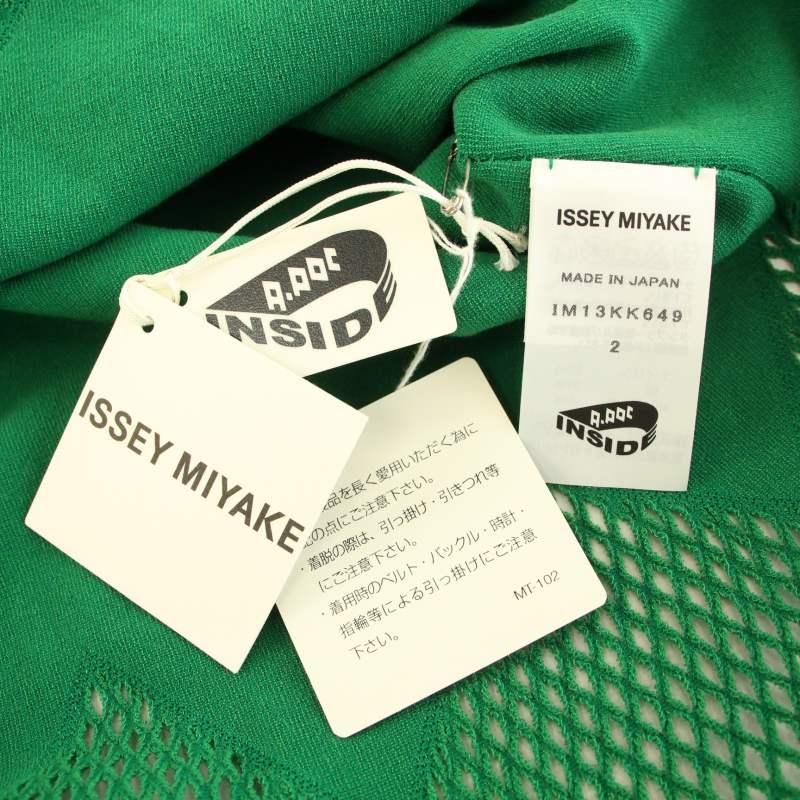 ISSEY MIYAKE
MADE IN JAPAN
IM13KK649
2
A.POC
INSIDE
A.POC
INSIDE
ISSEY MIYAKE
品を長く愛用いただく為に
の点にご注意下さい。
・着脱の際は、引っ掛け・引きつれ等
にご注意下さい。
・着用時のベルト・バックル・時計・
指輪等による引っ掛けにご注意
下さい。
MT-102